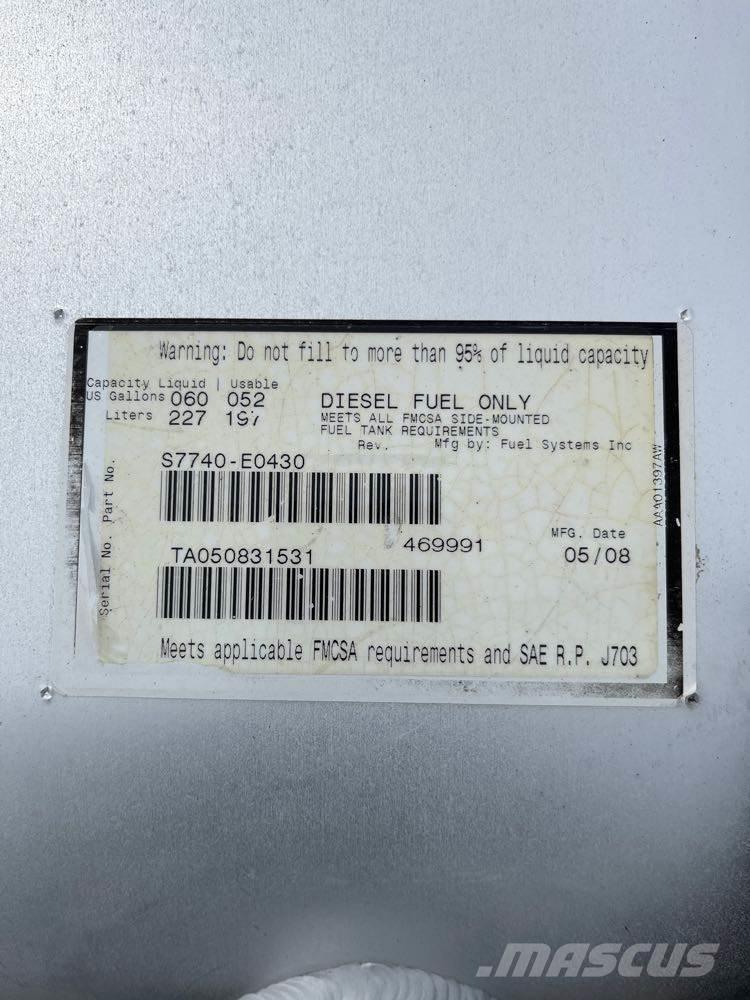 Warning: Do not fill to more than 95% of liquid capacity
Capacity Liquid | Usable
US Gallons 060 052
Liters 227 197
DIESEL FUEL ONLY
MEETS ALL FMCSA SIDE-MOUNTED
FUEL TANK REQUIREMENTS
Rev. Mfg by: Fuel Systems Inc
Part No.
S7740-E0430
AAA01397AW
469991
MFG. Date
05/08
Serial No.
TA050831531
Meets applicable FMCSA requirements and SAE R.P. J703
MASCUS